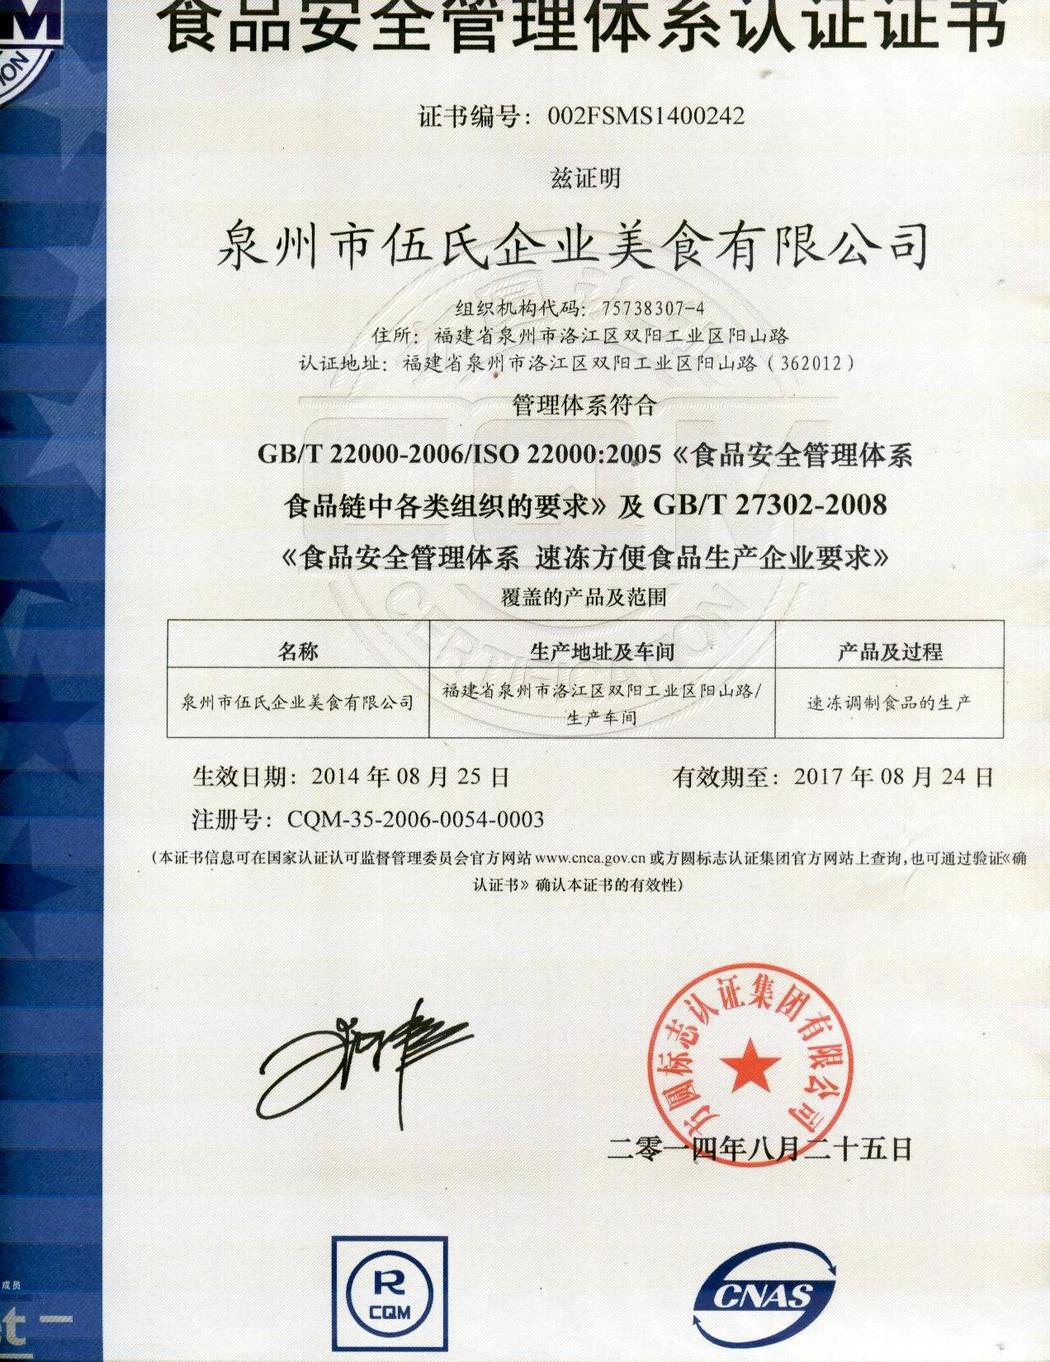 M
ION
食品安全管理体系认证证书
证书编号：002FSMS1400242
兹证明
泉州市伍氏企业美食有限公司
组织机构代码：75738307-4
住所：福建省泉州市洛江区双阳工业区阳山路
认证地址：福建省泉州市洛江区双阳工业区阳山路（362012）
管理体系符合
GB/T 22000-2006/ISO 22000:2005《食品安全管理体系
食品链中各类组织的要求》及 GB/T 27302-2008
《食品安全管理体系 速冻方便食品生产企业要求》
覆盖的产品及范围
名称 生产地址及车间 产品及过程
泉州市伍氏企业美食有限公司 福建省泉州市洛江区双阳工业区阳山路/ 速冻调制食品的生产
生产车间
CQM
CERTIFICATION
生效日期：2014 年 08 月 25 日 有效期至：2017 年 08 月 24 日
注册号：CQM-35-2006-0054-0003
（本证书信息可在国家认证认可监督管理委员会官方网站 www.cnca.gov.cn 或方圆标志认证集团官方网站上查询，也可通过验证《确
认证书》确认本证书的有效性）
方圆标志认证集团有限公司
二零一四年八月二十五日
成员
et
R
CQM
CNAS